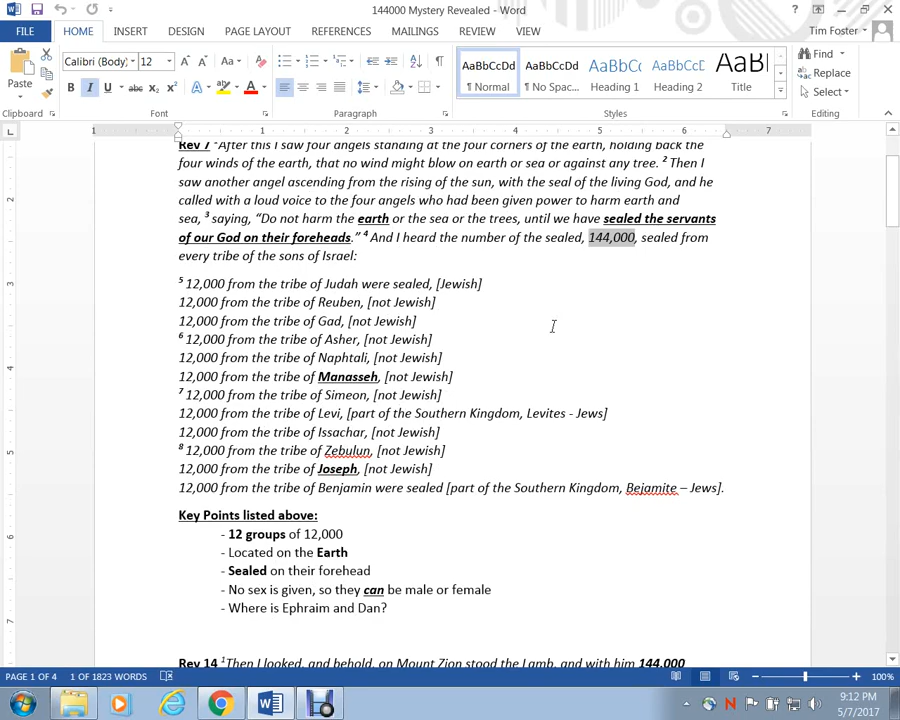 144000 Mystery Revealed - Word
Tim Foster
FILE HOME INSERT DESIGN PAGE LAYOUT REFERENCES MAILINGS REVIEW VIEW
Paste
Calibri (Body) 12
B I U abc x₂ x²
AaBbCcDd AaBbCcDd AaBbCc AaBbCcD AaBb
¶ Normal ¶ No Spac... Heading 1 Heading 2 Title
Find
Replace
Select
Clipboard Font Paragraph Styles Editing
1 1 2 3 4 5 6 7
Rev 7 ¹After this I saw four angels standing at the four corners of the earth, holding back the
four winds of the earth, that no wind might blow on earth or sea or against any tree. ² Then I
saw another angel ascending from the rising of the sun, with the seal of the living God, and he
called with a loud voice to the four angels who had been given power to harm earth and
sea, ³ saying, “Do not harm the earth or the sea or the trees, until we have sealed the servants
of our God on their foreheads.” ⁴ And I heard the number of the sealed, 144,000, sealed from
every tribe of the sons of Israel:
⁵ 12,000 from the tribe of Judah were sealed, [Jewish]
12,000 from the tribe of Reuben, [not Jewish]
12,000 from the tribe of Gad, [not Jewish]
⁶ 12,000 from the tribe of Asher, [not Jewish]
12,000 from the tribe of Naphtali, [not Jewish]
12,000 from the tribe of Manasseh, [not Jewish]
⁷ 12,000 from the tribe of Simeon, [not Jewish]
12,000 from the tribe of Levi, [part of the Southern Kingdom, Levites - Jews]
12,000 from the tribe of Issachar, [not Jewish]
⁸ 12,000 from the tribe of Zebulun, [not Jewish]
12,000 from the tribe of Joseph, [not Jewish]
12,000 from the tribe of Benjamin were sealed [part of the Southern Kingdom, Bejamite – Jews].
Key Points listed above:
- 12 groups of 12,000
- Located on the Earth
- Sealed on their forehead
- No sex is given, so they can be male or female
- Where is Ephraim and Dan?
Rev 14 ¹Then I looked, and behold, on Mount Zion stood the Lamb, and with him 144,000
PAGE 1 OF 4 1 OF 1823 WORDS 100%
9:12 PM
5/7/2017